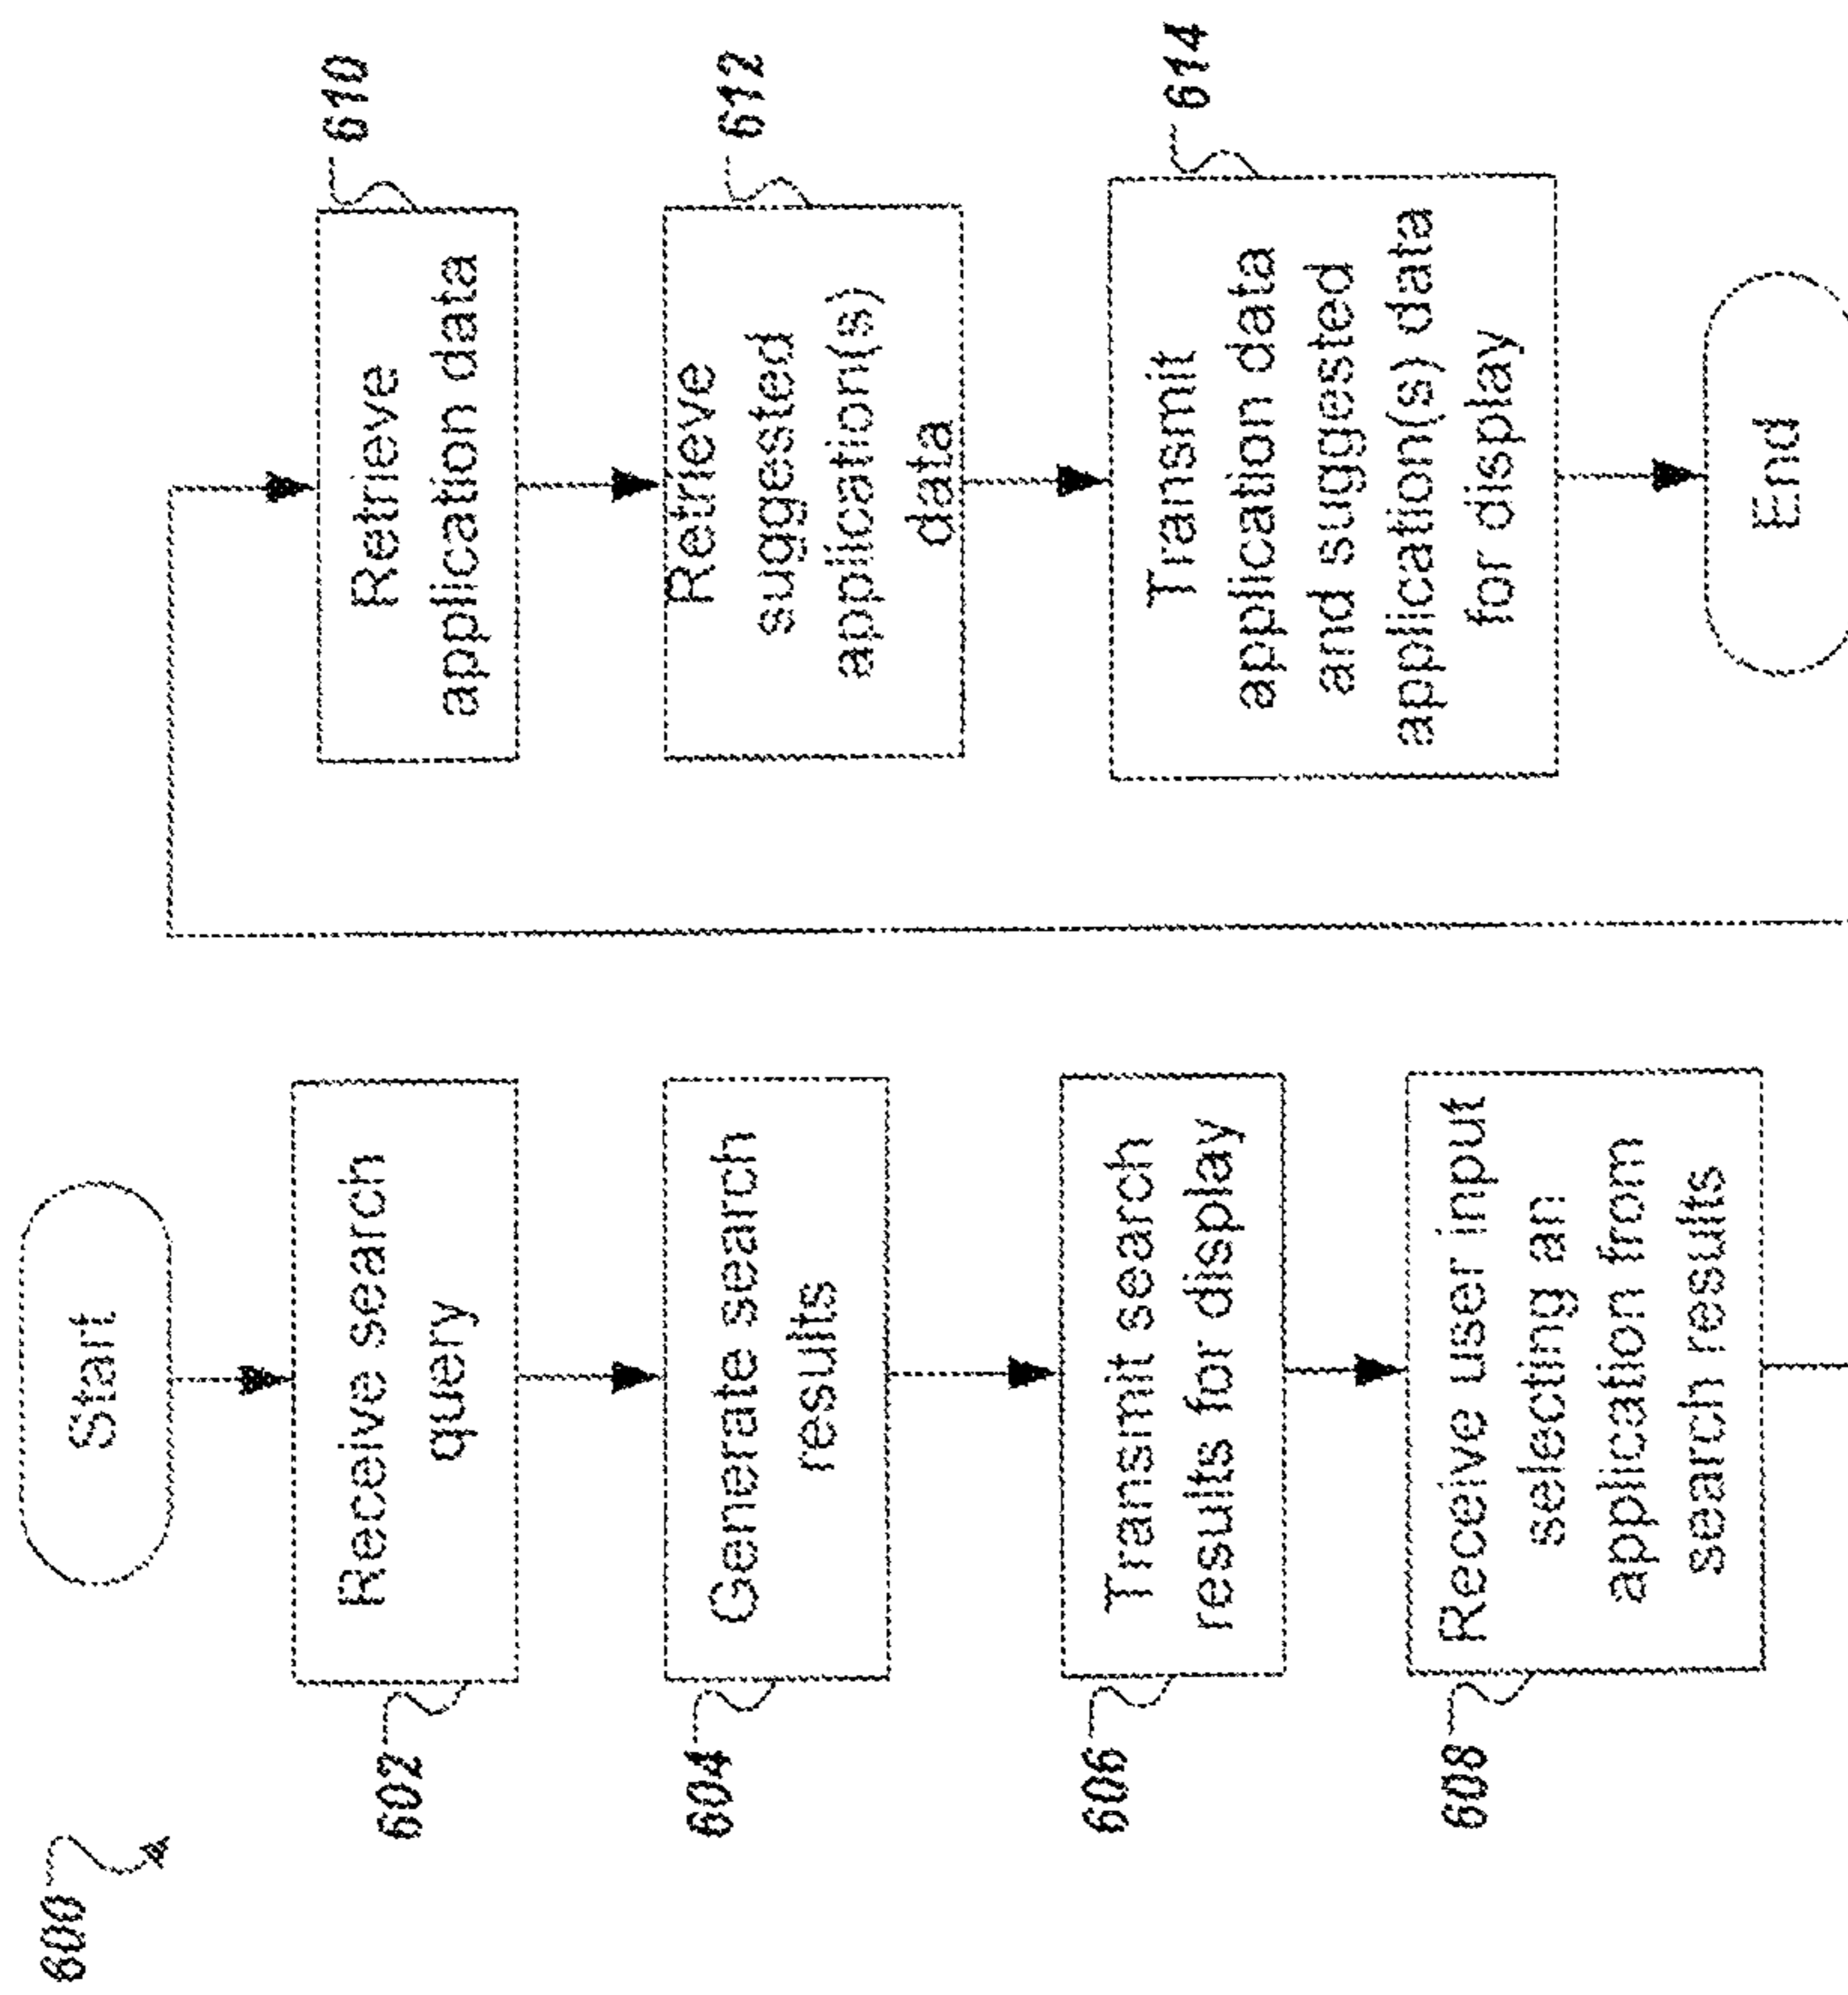 600
Start
602
Receive search
query
604
Generate search
results
606
Transmit search
results for display
608
Receive user input
selecting an
application from
search results
610
Retrieve
application data
612
Retrieve
suggested
application(s)
data
614
Transmit
application data
and suggested
application(s) data
for display
End